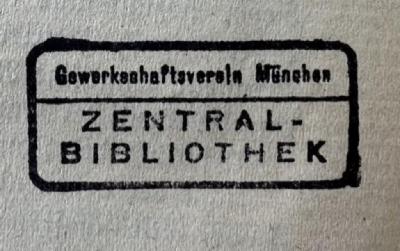 Gewerkschaftsverein München
ZENTRAL-
BIBLIOTHEK